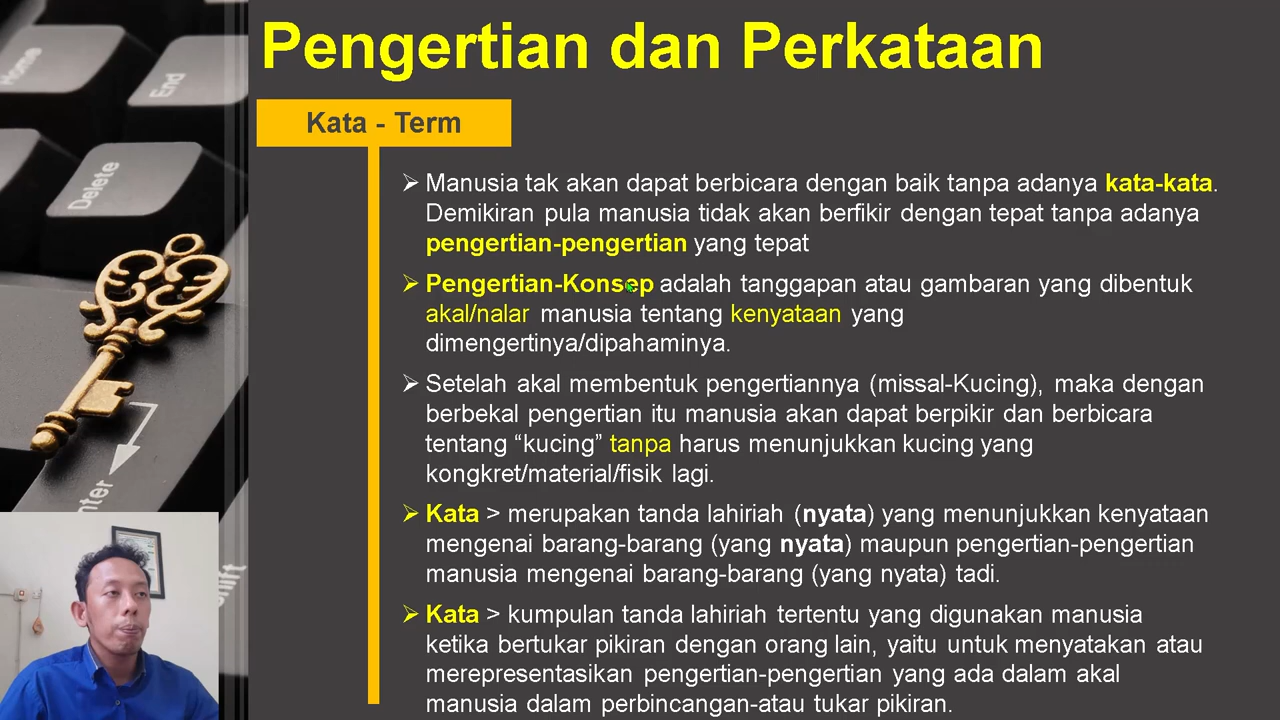 Pengertian dan Perkataan
Kata - Term
Home
End
Delete
➢ Manusia tak akan dapat berbicara dengan baik tanpa adanya kata-kata.
Demikiran pula manusia tidak akan berfikir dengan tepat tanpa adanya
pengertian-pengertian yang tepat
➢ Pengertian-Konsep adalah tanggapan atau gambaran yang dibentuk
akal/nalar manusia tentang kenyataan yang
dimengertinya/dipahaminya.
➢ Setelah akal membentuk pengertiannya (missal-Kucing), maka dengan
berbekal pengertian itu manusia akan dapat berpikir dan berbicara
tentang “kucing” tanpa harus menunjukkan kucing yang
kongkret/material/fisik lagi.
➢ Kata > merupakan tanda lahiriah (nyata) yang menunjukkan kenyataan
mengenai barang-barang (yang nyata) maupun pengertian-pengertian
manusia mengenai barang-barang (yang nyata) tadi.
➢ Kata > kumpulan tanda lahiriah tertentu yang digunakan manusia
ketika bertukar pikiran dengan orang lain, yaitu untuk menyatakan atau
merepresentasikan pengertian-pengertian yang ada dalam akal
manusia dalam perbincangan-atau tukar pikiran.